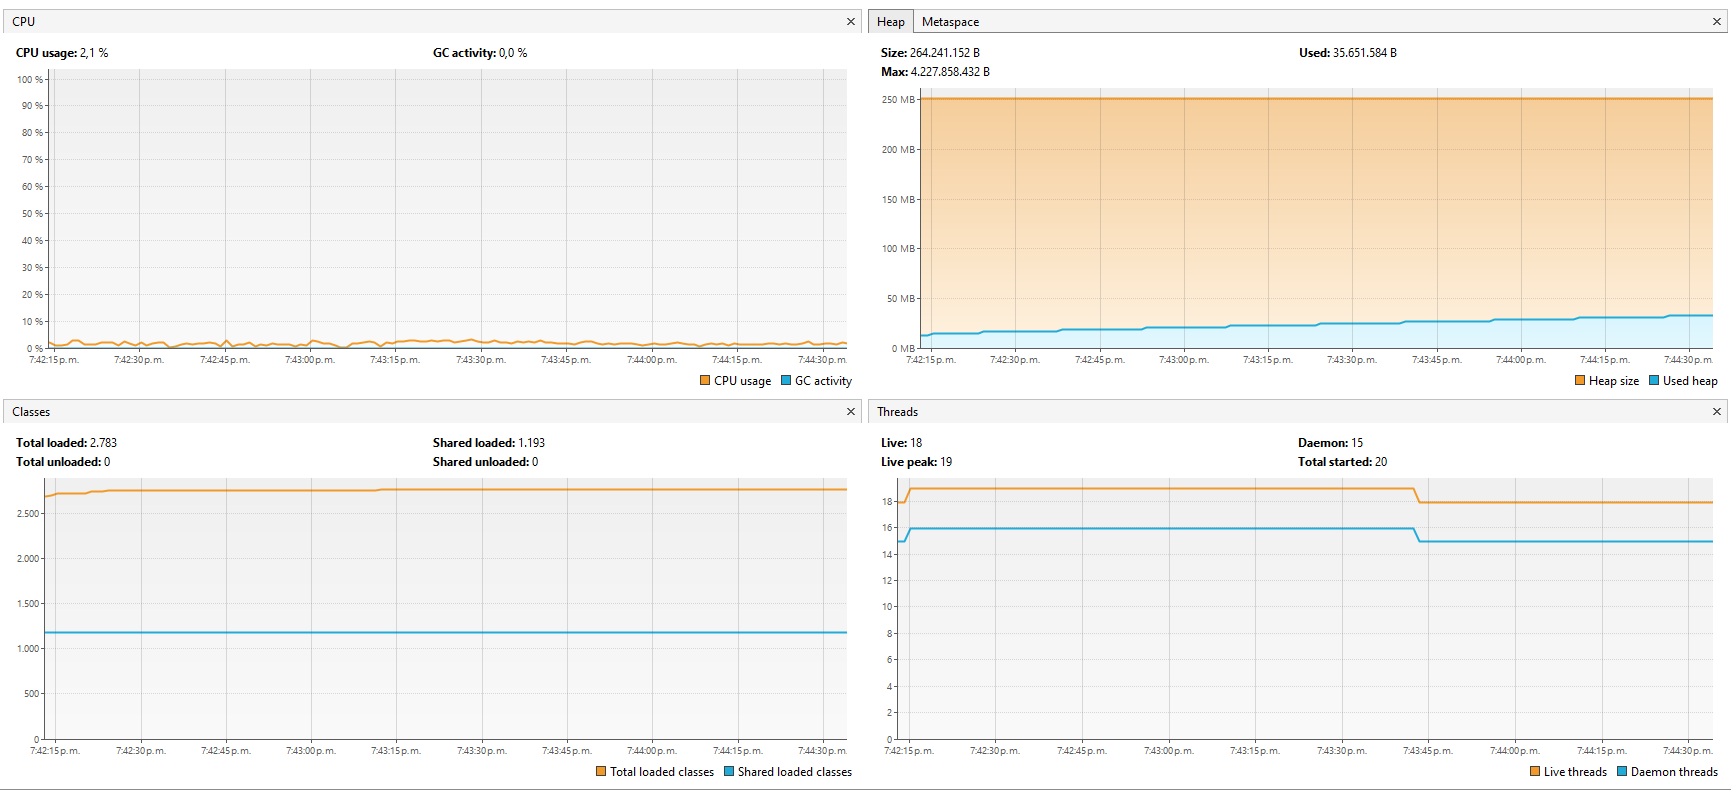 CPU
CPU usage: 2,1 %
GC activity: 0,0 %
100 %
90 %
80 %
70 %
60 %
50 %
40 %
30 %
20 %
10 %
0 %
7:42:15 p. m. 7:42:30 p. m. 7:42:45 p. m. 7:43:00 p. m. 7:43:15 p. m. 7:43:30 p. m. 7:43:45 p. m. 7:44:00 p. m. 7:44:15 p. m. 7:44:30 p. m.
CPU usage GC activity
Heap Metaspace
Size: 264.241.152 B
Used: 35.651.584 B
Max: 4.227.858.432 B
250 MB
200 MB
150 MB
100 MB
50 MB
0 MB
7:42:15 p. m. 7:42:30 p. m. 7:42:45 p. m. 7:43:00 p. m. 7:43:15 p. m. 7:43:30 p. m. 7:43:45 p. m. 7:44:00 p. m. 7:44:15 p. m. 7:44:30 p. m.
Heap size Used heap
Classes
Total loaded: 2.783
Shared loaded: 1.193
Total unloaded: 0
Shared unloaded: 0
2.500
2.000
1.500
1.000
500
0
7:42:15 p. m. 7:42:30 p. m. 7:42:45 p. m. 7:43:00 p. m. 7:43:15 p. m. 7:43:30 p. m. 7:43:45 p. m. 7:44:00 p. m. 7:44:15 p. m. 7:44:30 p. m.
Total loaded classes Shared loaded classes
Threads
Live: 18
Daemon: 15
Live peak: 19
Total started: 20
18
16
14
12
10
8
6
4
2
0
7:42:15 p. m. 7:42:30 p. m. 7:42:45 p. m. 7:43:00 p. m. 7:43:15 p. m. 7:43:30 p. m. 7:43:45 p. m. 7:44:00 p. m. 7:44:15 p. m. 7:44:30 p. m.
Live threads Daemon threads